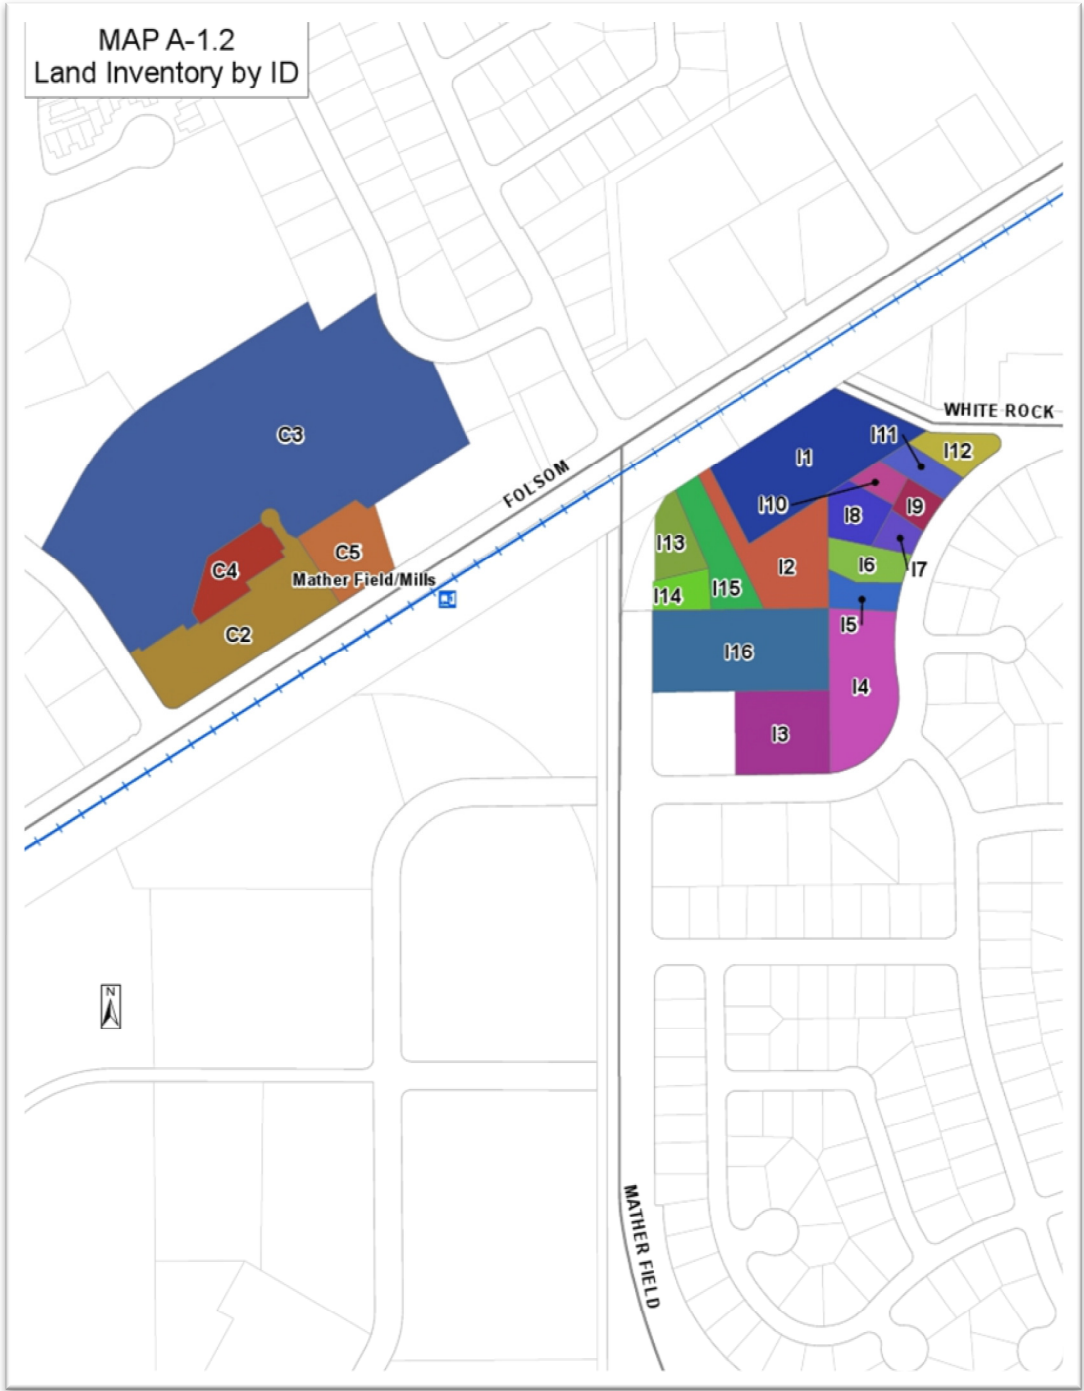 MAP A-1.2
Land Inventory by ID
WHITE ROCK
I11
I12
C3
I1
FOLSOM
I10
I9
I8
I13
C5
I2
I6
I7
C4
Mather Field/Mills
I15
I14
C2
I5
I16
I4
I3
N
MATHER FIELD